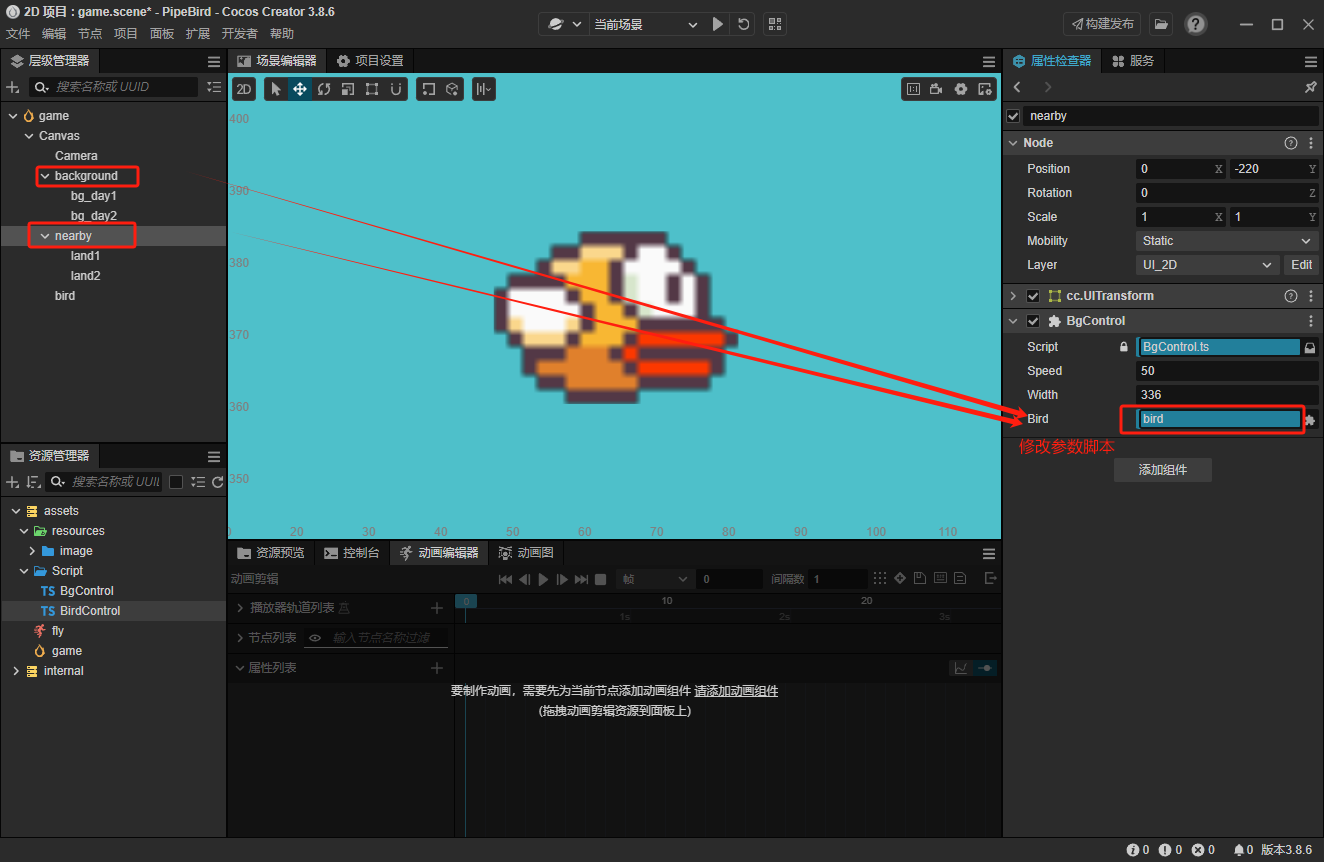 2D 项目 : game.scene* - PipeBird - Cocos Creator 3.8.6
文件 编辑 节点 项目 面板 扩展 开发者 帮助
当前场景
构建发布
层级管理器
搜索名称或 UUID
game
Canvas
Camera
background
bg_day1
bg_day2
nearby
land1
land2
bird
场景编辑器 项目设置
2D
400
390
380
370
360
350
0 20 30 40 50 60 70 80 90 100 110
属性检查器 服务
nearby
Node
Position 0 X -220 Y
Rotation 0 Z
Scale 1 X 1 Y
Mobility Static
Layer UI_2D Edit
cc.UITransform
BgControl
Script BgControl.ts
Speed 50
Width 336
Bird bird
修改参数脚本
添加组件
资源管理器
搜索名称或 UUI
assets
resources
image
Script
TS BgControl
TS BirdControl
fly
game
internal
资源预览 控制台 动画编辑器 动画图
动画剪辑 帧 0 间隔数 1
播放器轨道列表
0 10 20
1s 2s 3s
节点列表 输入节点名称过滤
属性列表
要制作动画，需要先为当前节点添加动画组件 请添加动画组件
(拖拽动画剪辑资源到面板上)
0 0 0 0 版本3.8.6